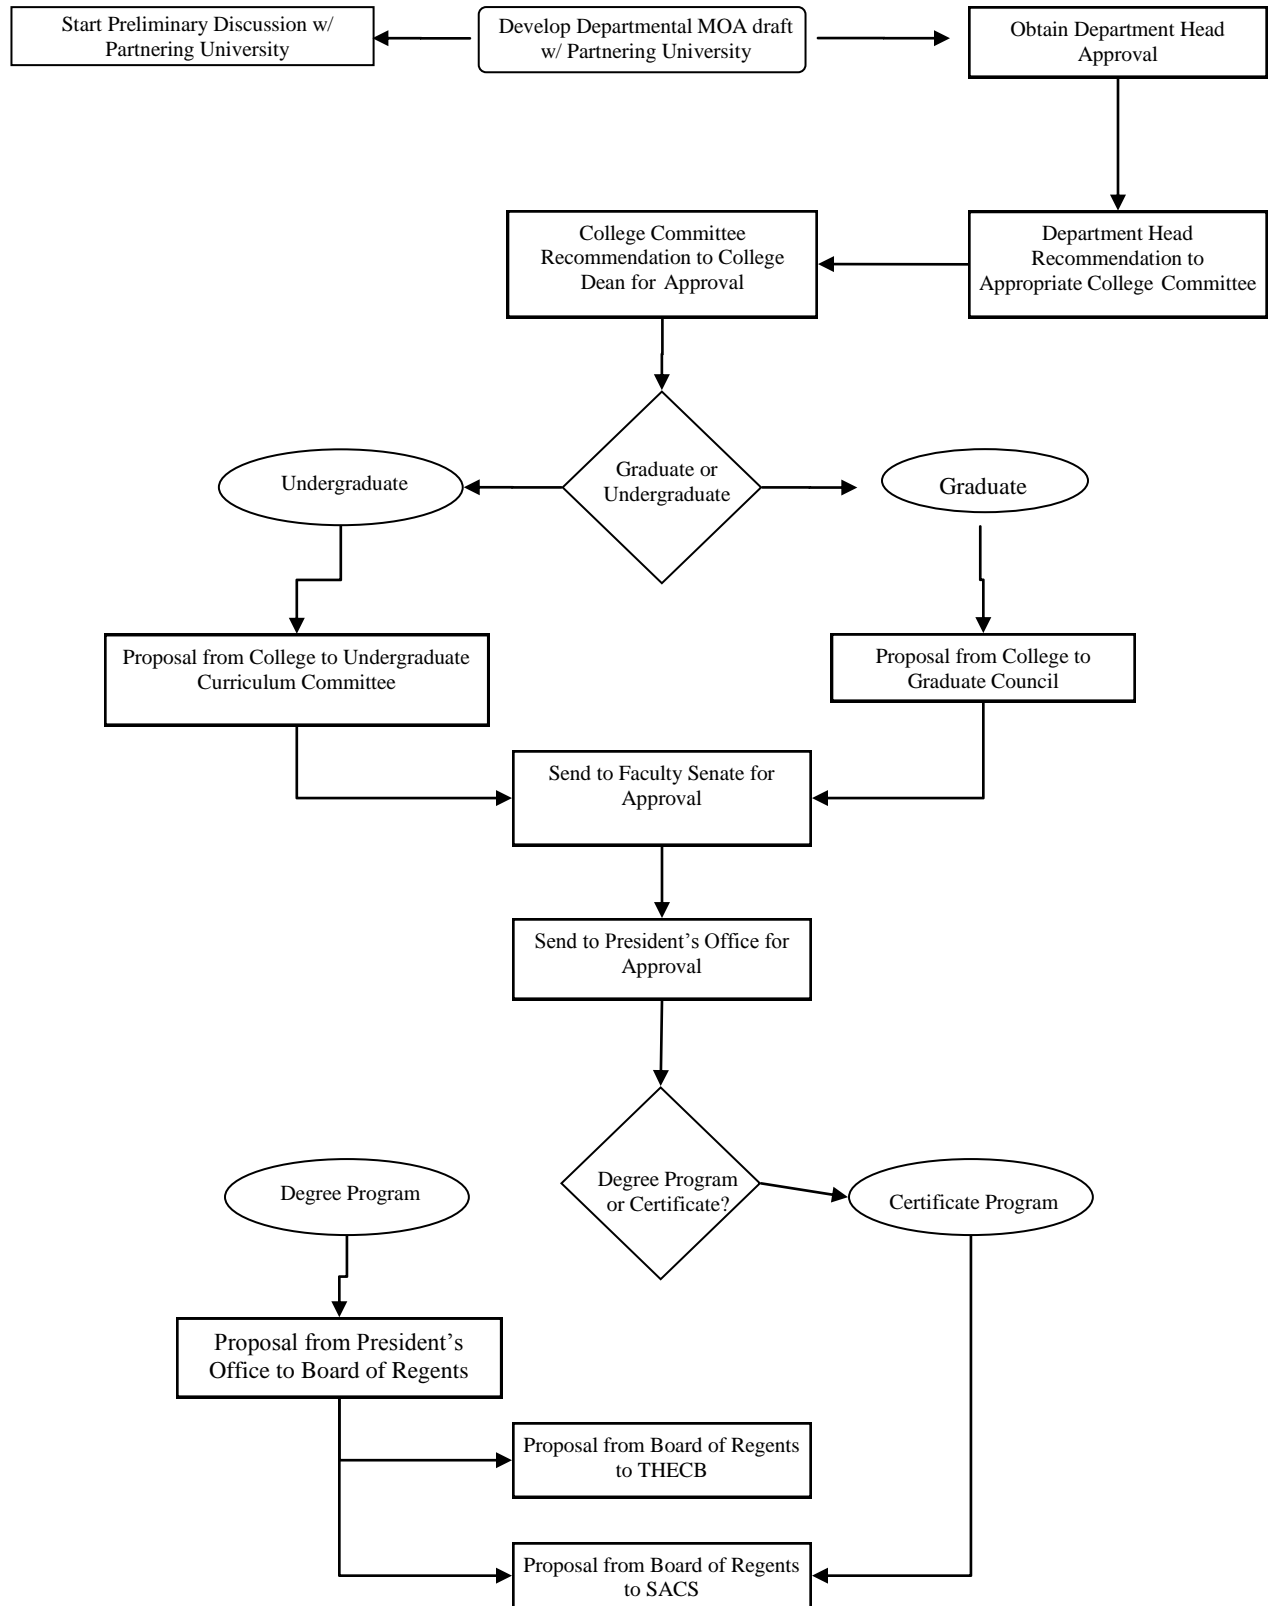 Start Preliminary Discussion w/
Partnering University
Develop Departmental MOA draft
w/ Partnering University
Obtain Department Head
Approval
College Committee
Recommendation to College
Dean for Approval
Department Head
Recommendation to
Appropriate College Committee
Graduate or
Undergraduate
Undergraduate
Graduate
Proposal from College to Undergraduate
Curriculum Committee
Proposal from College to
Graduate Council
Send to Faculty Senate for
Approval
Send to President’s Office for
Approval
Degree Program
or Certificate?
Degree Program
Certificate Program
Proposal from President’s
Office to Board of Regents
Proposal from Board of Regents
to THECB
Proposal from Board of Regents
to SACS